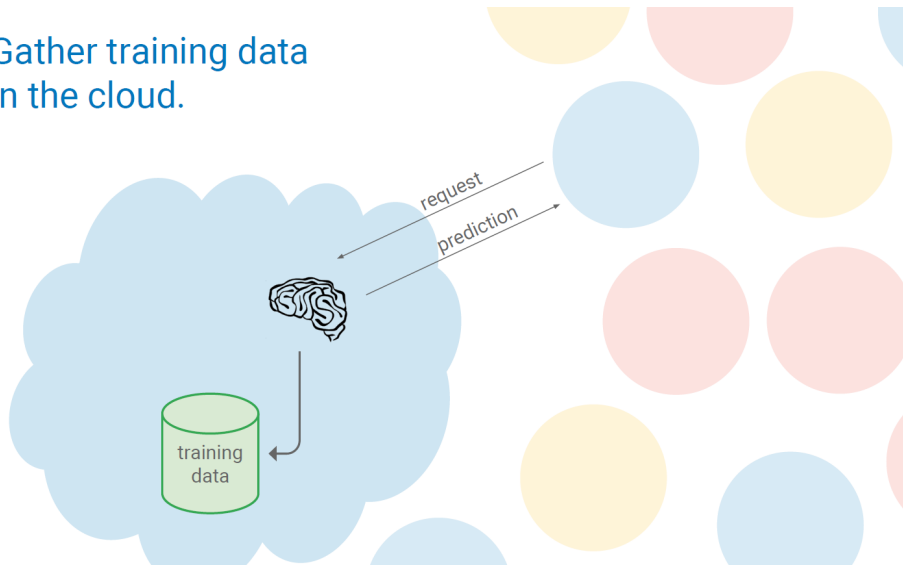 Gather training data
n the cloud.
request
prediction
training
data